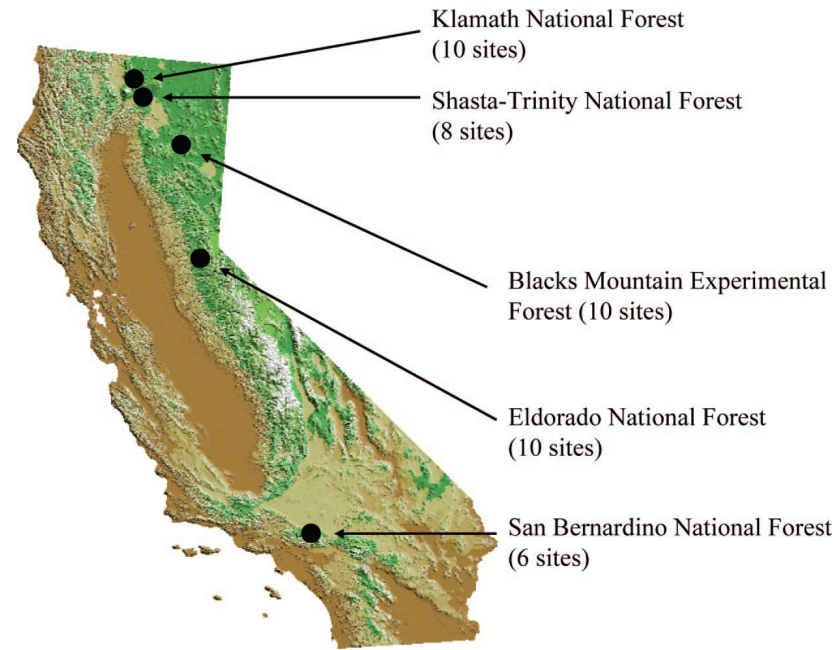 Klamath National Forest
(10 sites)
Shasta-Trinity National Forest
(8 sites)
Blacks Mountain Experimental
Forest (10 sites)
Eldorado National Forest
(10 sites)
San Bernardino National Forest
(6 sites)